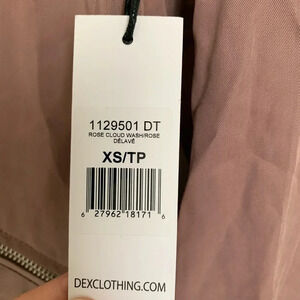 1129501 DT
ROSE CLOUD WASH/ROSE
DÉLAVÉ
XS/TP
6 27962 18171 6
DEXCLOTHING.COM